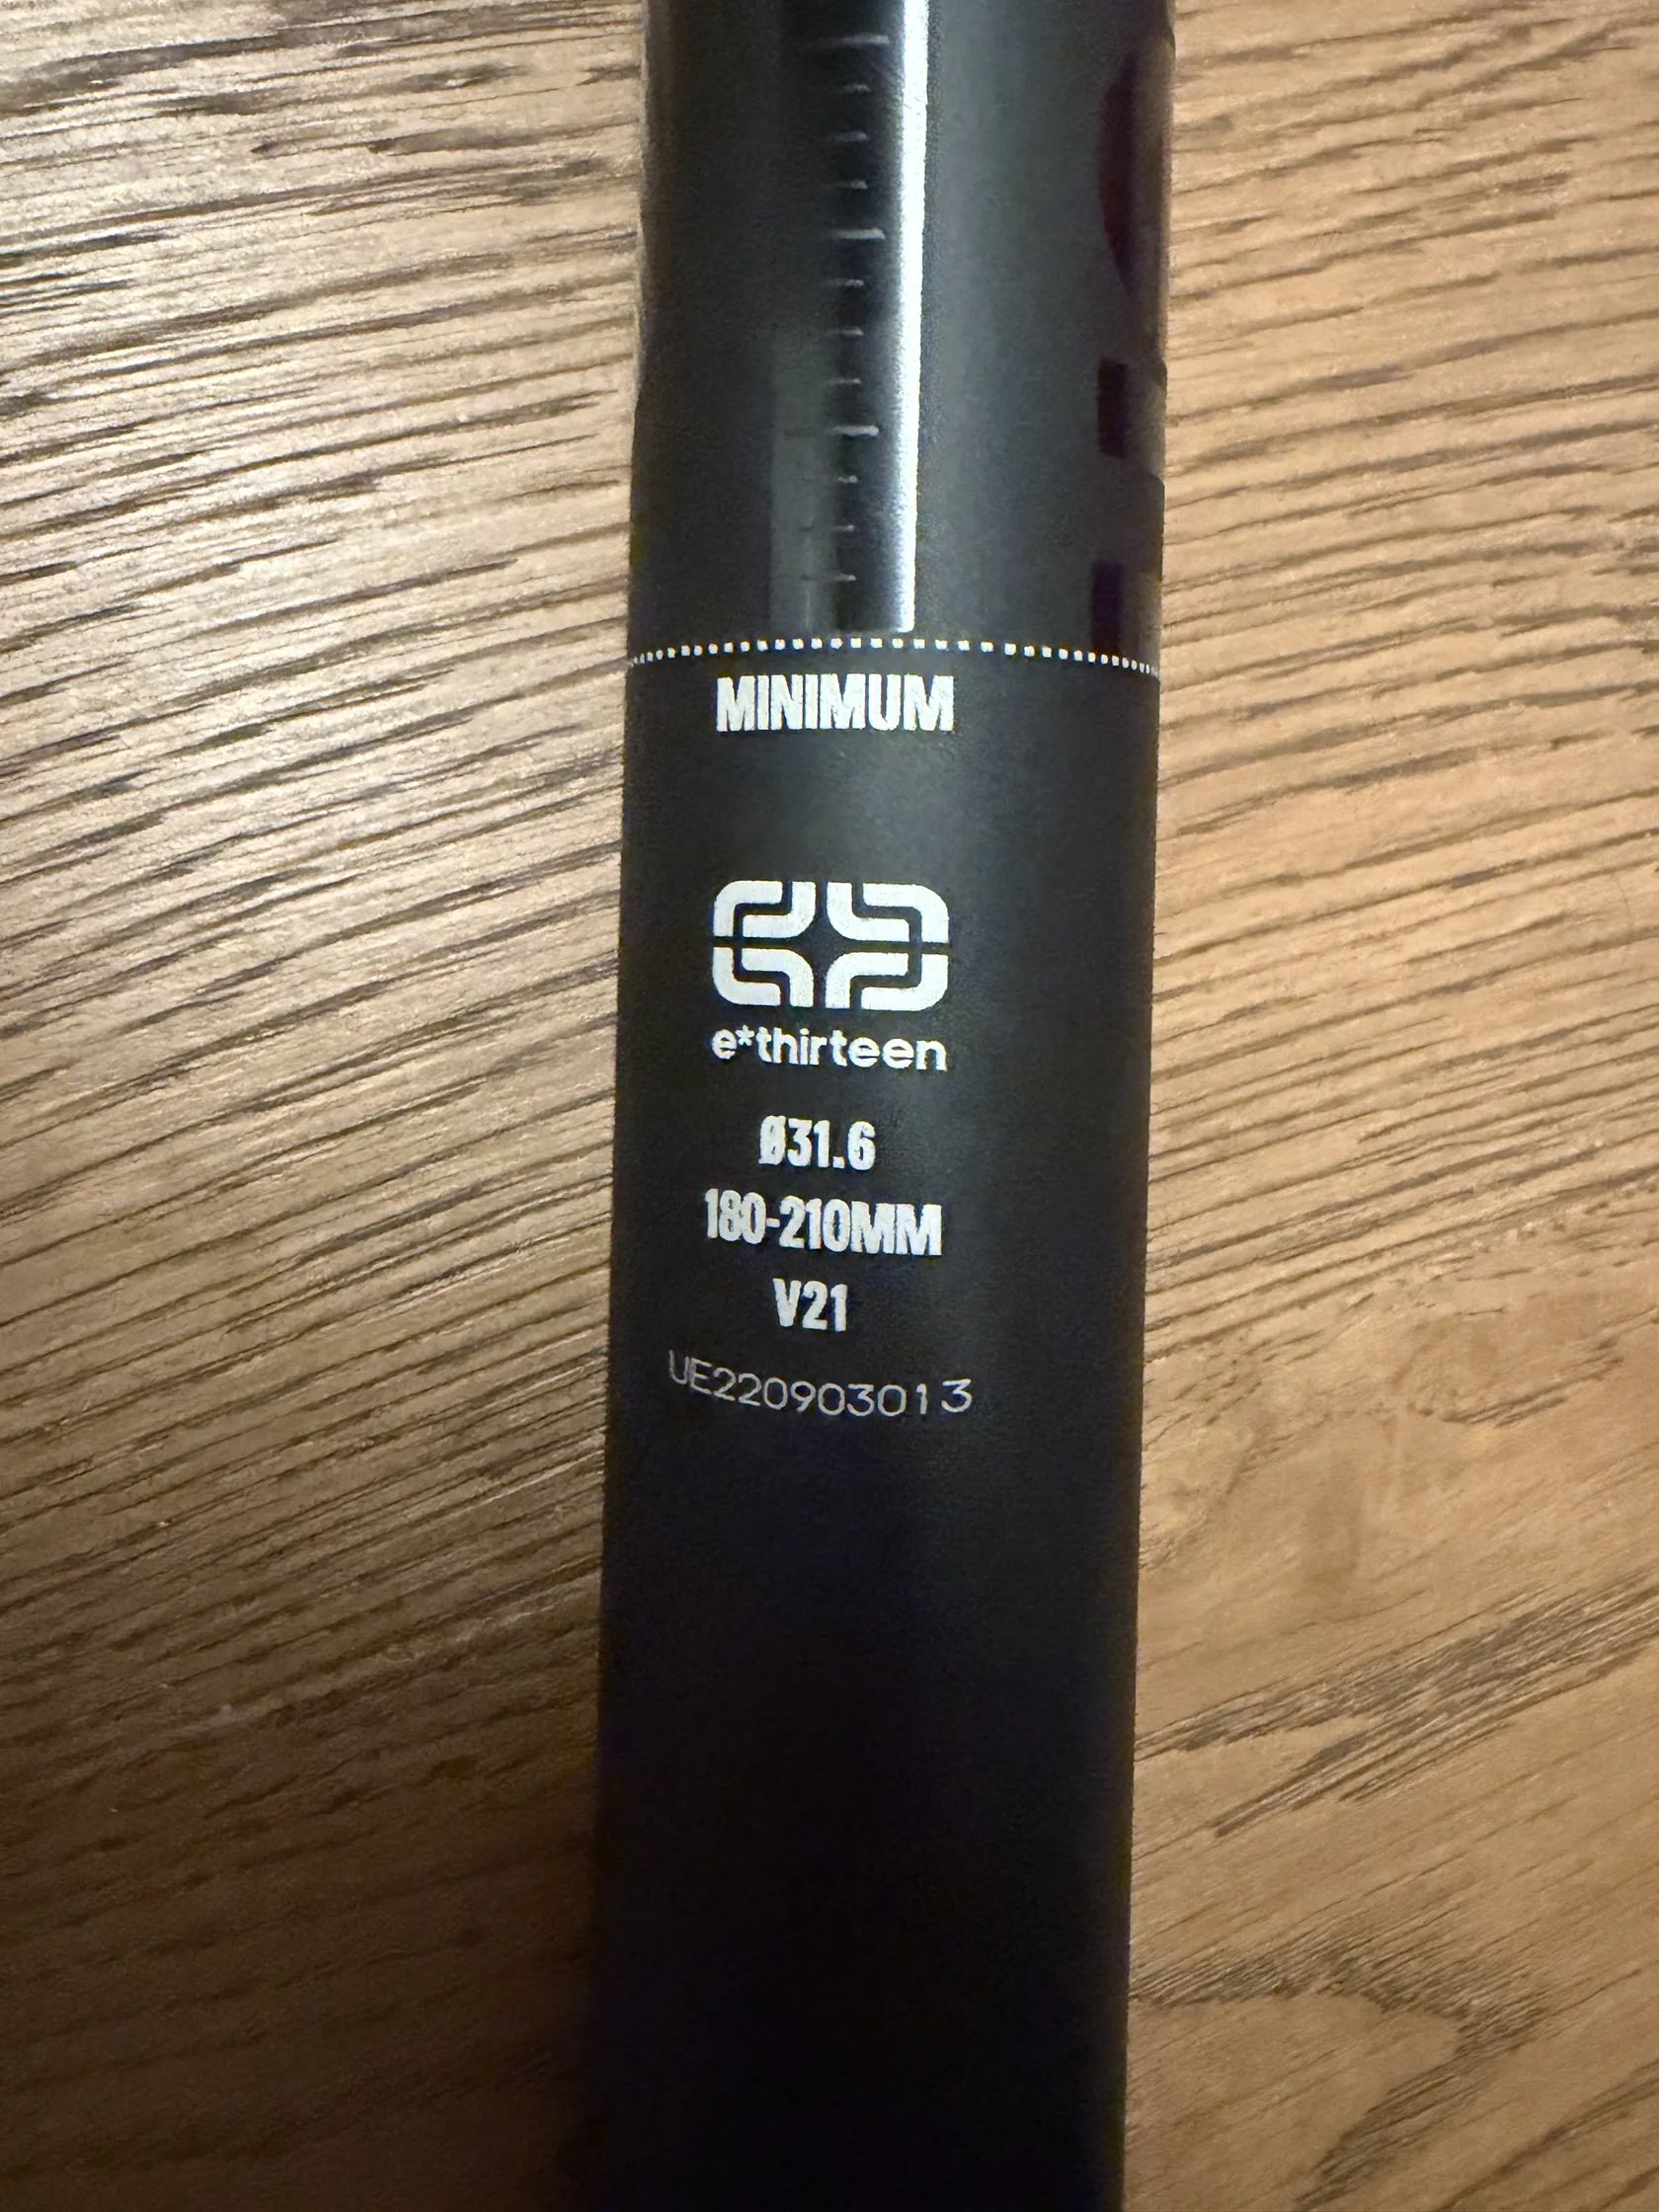 MINIMUM
e*thirteen
Ø31.6
180-210MM
V21
UE220903013